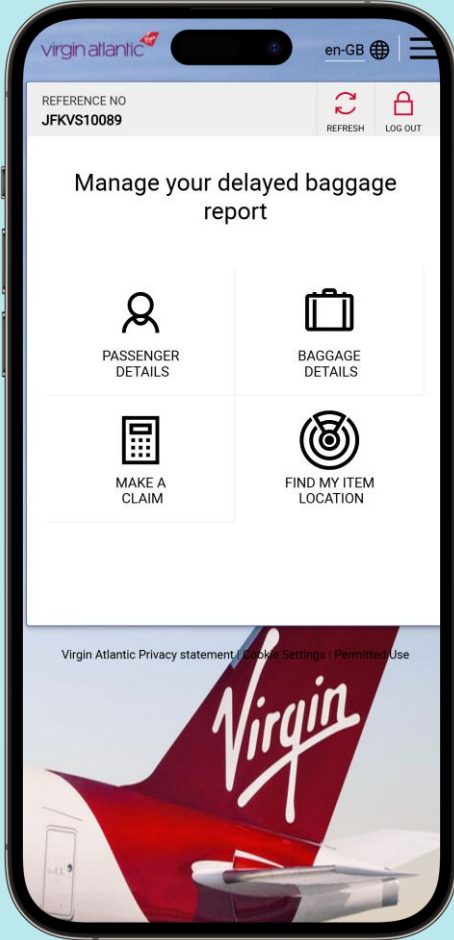 virgin atlantic
en-GB
REFERENCE NO
JFKVS10089
REFRESH
LOG OUT
Manage your delayed baggage
report
PASSENGER
DETAILS
BAGGAGE
DETAILS
MAKE A
CLAIM
FIND MY ITEM
LOCATION
Virgin Atlantic Privacy statement | Cookie Settings | Permitted Use
Virgin